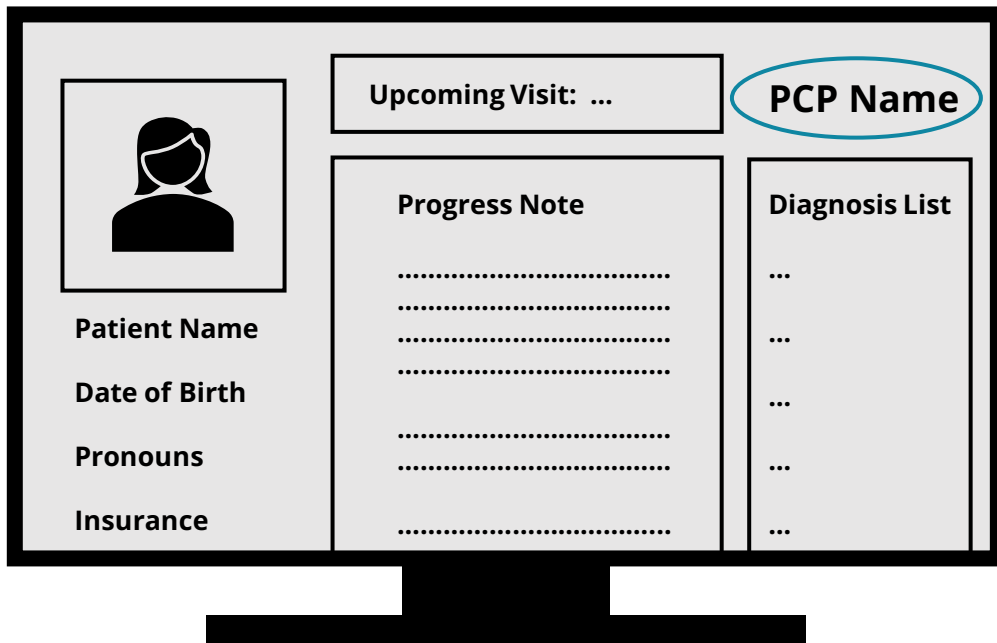 Upcoming Visit: ...
PCP Name
Patient Name
Date of Birth
Pronouns
Insurance
Progress Note
.....................................
.....................................
.....................................
.....................................
.....................................
.....................................
.....................................
Diagnosis List
...
...
...
...
...